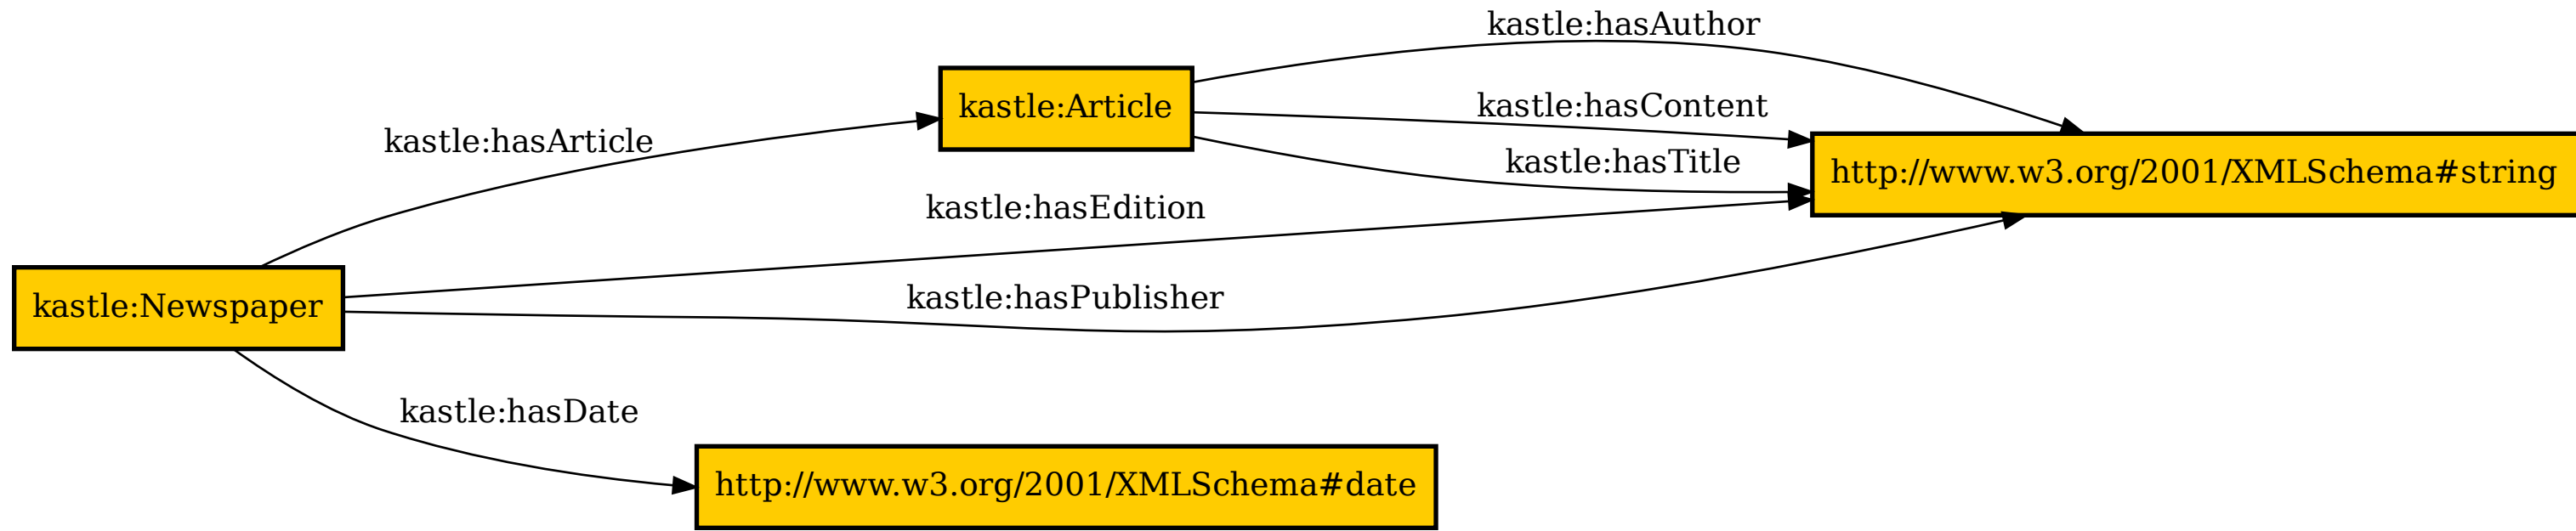 kastle:hasAuthor
kastle:Article
kastle:hasContent
kastle:hasArticle
kastle:hasTitle
http://www.w3.org/2001/XMLSchema#string
kastle:hasEdition
kastle:Newspaper
kastle:hasPublisher
kastle:hasDate
http://www.w3.org/2001/XMLSchema#date